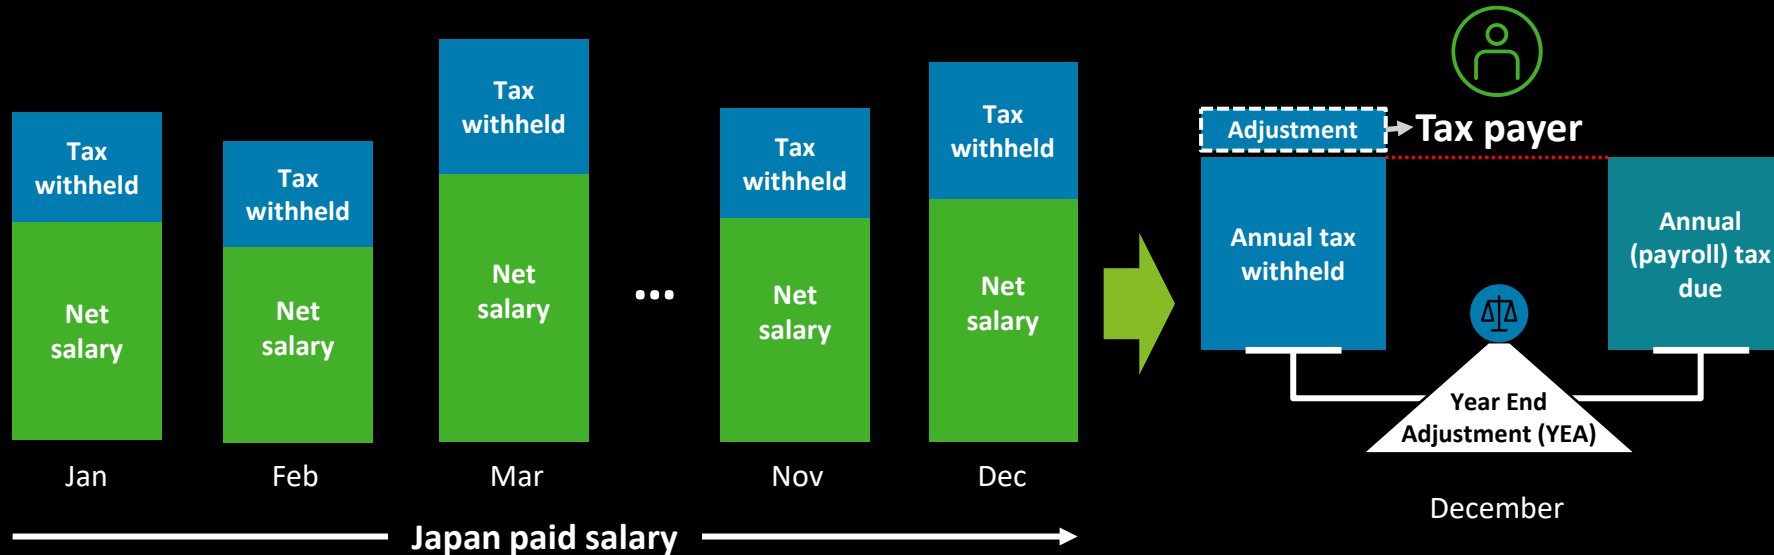 Tax
withheld
Net
salary
Jan
Tax
withheld
Net
salary
Feb
Tax
withheld
Net
salary
Mar
...
Tax
withheld
Net
salary
Nov
Tax
withheld
Net
salary
Dec
Japan paid salary
Adjustment
Tax payer
Annual tax
withheld
Annual
(payroll) tax
due
Year End
Adjustment (YEA)
December